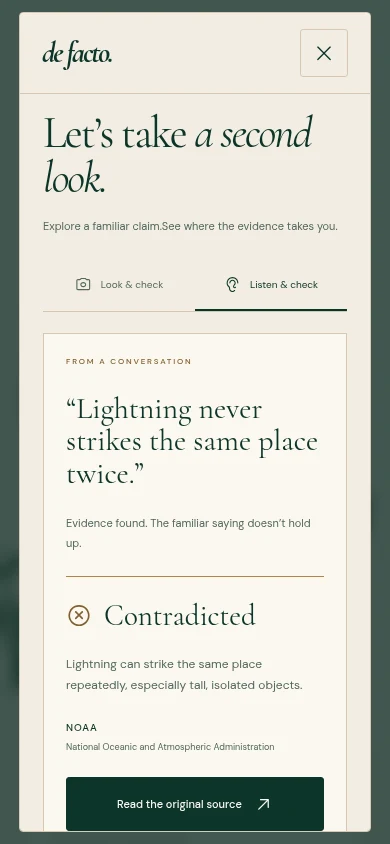 de facto.
Let’s take a second
look.
Explore a familiar claim.See where the evidence takes you.
Look & check
Listen & check
FROM A CONVERSATION
“Lightning never
strikes the same place
twice.”
Evidence found. The familiar saying doesn’t hold
up.
Contradicted
Lightning can strike the same place
repeatedly, especially tall, isolated objects.
NOAA
National Oceanic and Atmospheric Administration
Read the original source